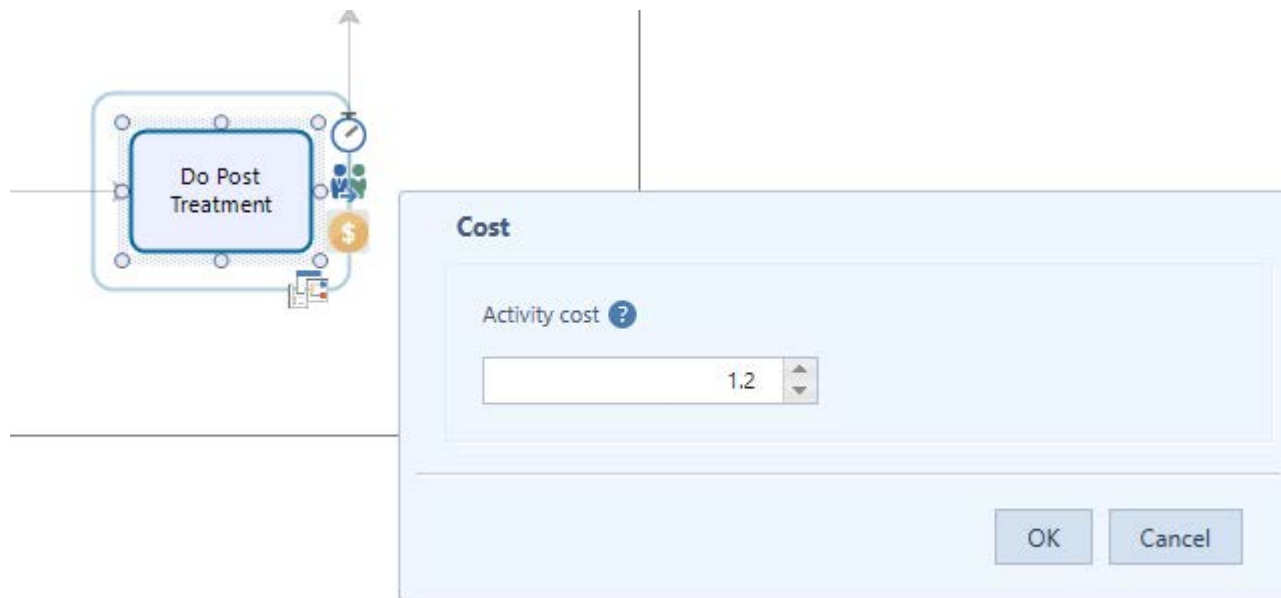 Do Post
Treatment
$
Cost
Activity cost ?
1.2
OK
Cancel